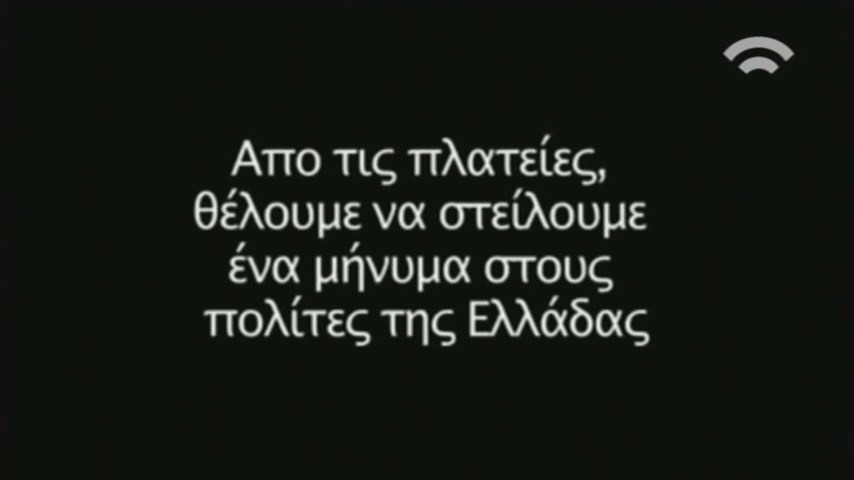 Απο τις πλατείες,
θέλουμε να στείλουμε
ένα μήνυμα στους
πολίτες της Ελλάδας